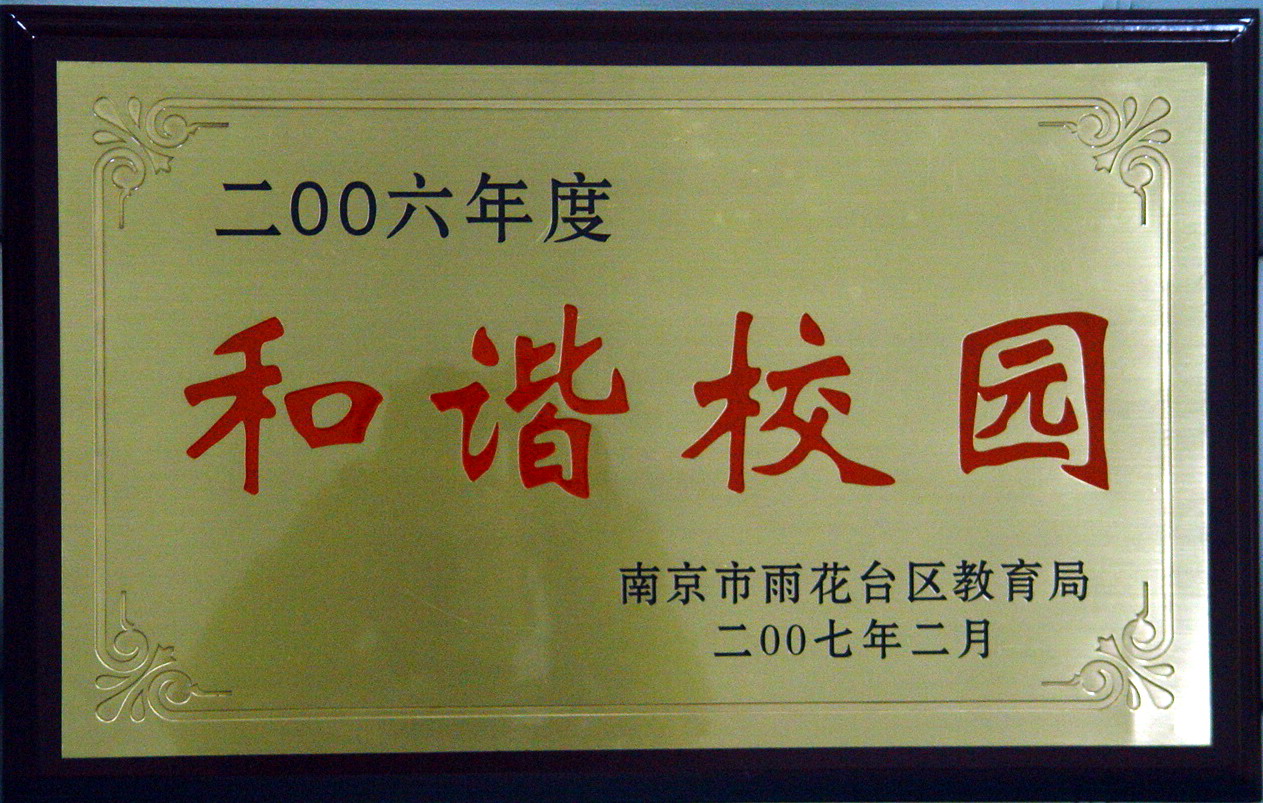 二00六年度
和谐校园
南京市雨花台区教育局
二00七年二月